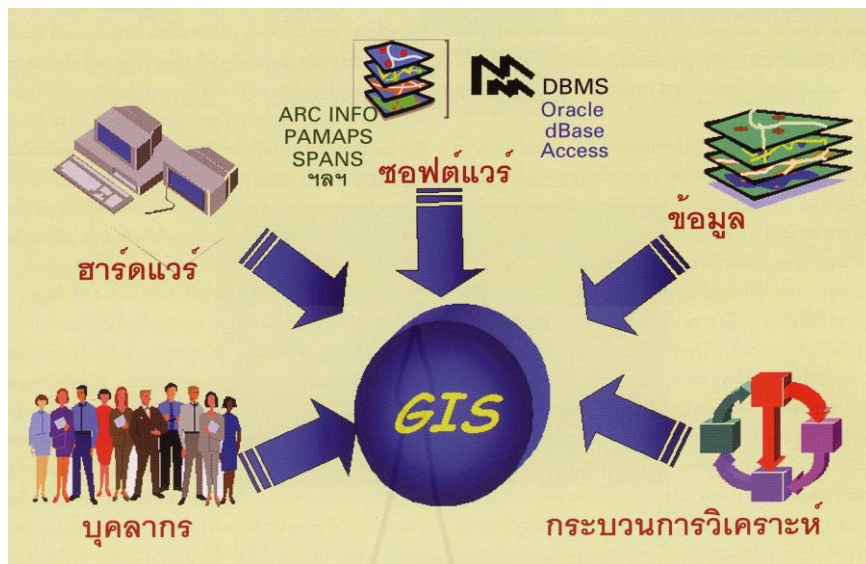 ARC INFO
PAMAPS
SPANS
ฯลฯ
DBMS
Oracle
dBase
Access
ซอฟต์แวร์
ฮาร์ดแวร์
ข้อมูล
GIS
บุคลากร
กระบวนการวิเคราะห์